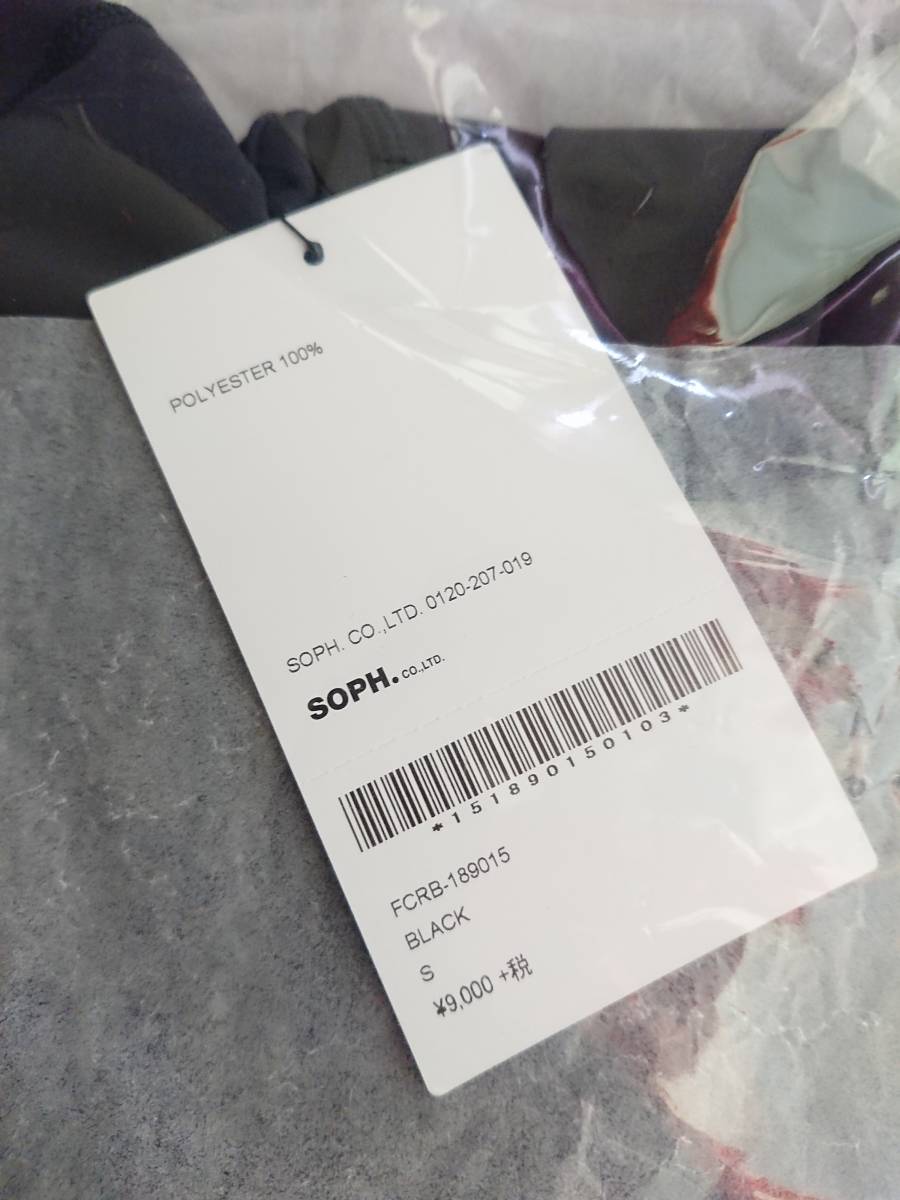 POLYESTER 100%
SOPH. CO.,LTD. 0120-207-019
SOPH.CO.,LTD.
*151890150103*
FCRB-189015
BLACK
S
¥9,000 +税